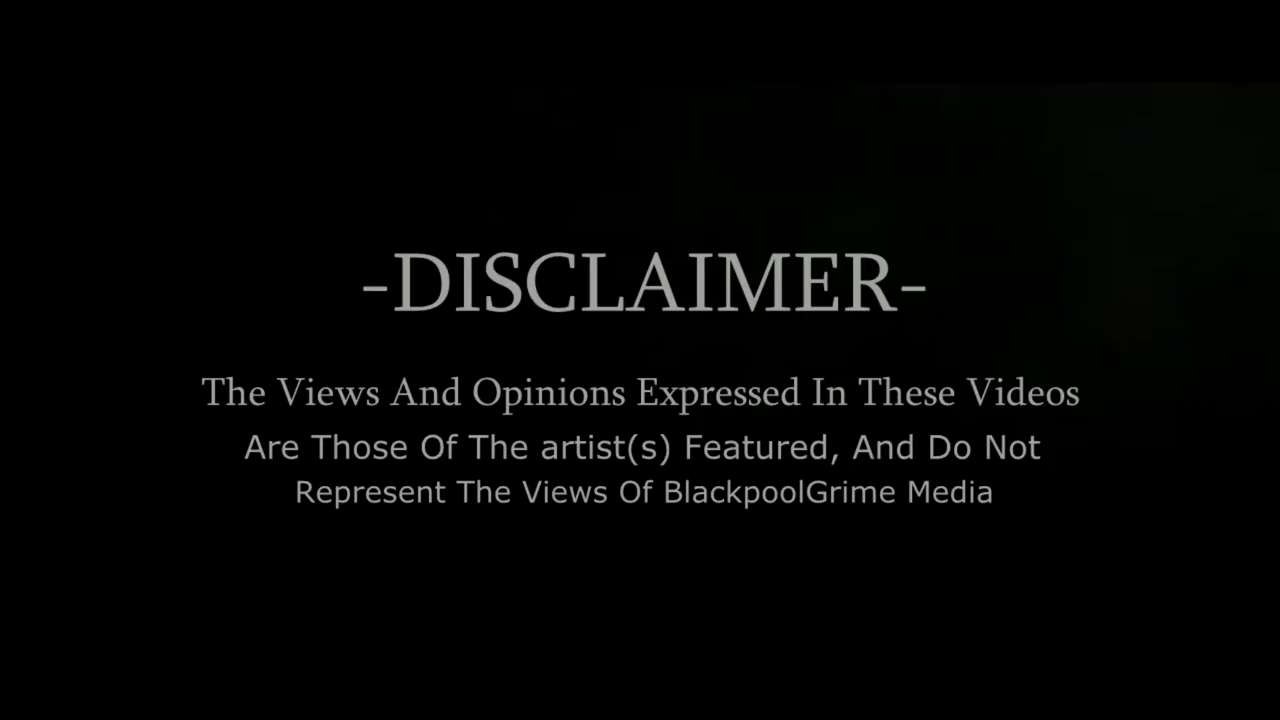 -DISCLAIMER-
The Views And Opinions Expressed In These Videos
Are Those Of The artist(s) Featured, And Do Not
Represent The Views Of BlackpoolGrime Media